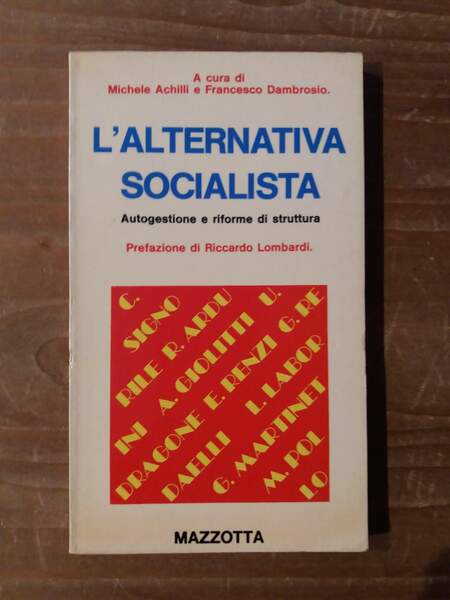 A cura di
Michele Achilli e Francesco Dambrosio.
L'ALTERNATIVA
SOCIALISTA
Autogestione e riforme di struttura
Prefazione di Riccardo Lombardi.
C.
SIGNO
RILE R. ARDU
INI A. GIOLITTI U.
DRAGONE E. RENZI G. RE
DAELLI L. LABOR
G. MARTINET
M. POL
LO
MAZZOTTA